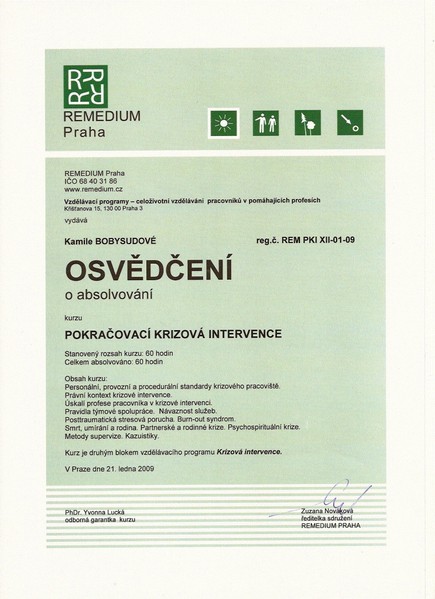 REMEDIUM
Praha
REMEDIUM Praha
IČO 68 40 31 86
www.remedium.cz
Vzdělávací programy – celoživotní vzdělávání pracovníků v pomáhajících profesích
Křišťanova 15, 130 00 Praha 3
vydává
Kamile BOBYSUDOVÉ reg.č. REM PKI XII-01-09
OSVĚDČENÍ
o absolvování
kurzu
POKRAČOVACÍ KRIZOVÁ INTERVENCE
Stanovený rozsah kurzu: 60 hodin
Celkem absolvováno: 60 hodin
Obsah kurzu:
Personální, provozní a procedurální standardy krizového pracoviště.
Právní kontext krizové intervence.
Úskalí profese pracovníka v krizové intervenci.
Pravidla týmové spolupráce. Návaznost služeb.
Posttraumatická stresová porucha. Burn-out syndrom.
Smrt, umírání a rodina. Partnerské a rodinné krize. Psychospirituální krize.
Metody supervize. Kazuistiky.
Kurz je druhým blokem vzdělávacího programu Krizová intervence.
V Praze dne 21. ledna 2009
PhDr. Yvonna Lucká
odborná garantka kurzu
Zuzana Nováková
ředitelka sdružení
REMEDIUM PRAHA